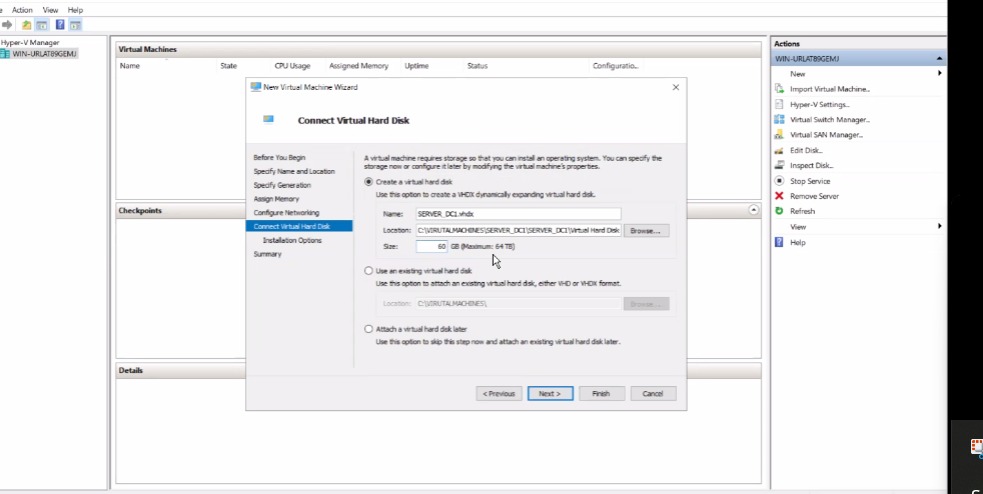 Action View Help
Hyper-V Manager
WIN-URLAT89GEMJ
Virtual Machines
Name State CPU Usage Assigned Memory Uptime Status Configuratio...
Checkpoints
Details
New Virtual Machine Wizard
Connect Virtual Hard Disk
Before You Begin
Specify Name and Location
Specify Generation
Assign Memory
Configure Networking
Connect Virtual Hard Disk
Installation Options
Summary
A virtual machine requires storage so that you can install an operating system. You can specify the
storage now or configure it later by modifying the virtual machine's properties.
Create a virtual hard disk
Use this option to create a VHDX dynamically expanding virtual hard disk.
Name: SERVER_DC1.vhdx
Location: C:\VIRUTALMACHINES\SERVER_DC1\SERVER_DC1\Virtual Hard Disk Browse...
Size: 60 GB (Maximum: 64 TB)
Use an existing virtual hard disk
Use this option to attach an existing virtual hard disk, either VHD or VHDX format.
Location: C:\VIRUTALMACHINES\ Browse...
Attach a virtual hard disk later
Use this option to skip this step now and attach an existing virtual hard disk later.
< Previous Next > Finish Cancel
Actions
WIN-URLAT89GEMJ
New
Import Virtual Machine...
Hyper-V Settings...
Virtual Switch Manager...
Virtual SAN Manager...
Edit Disk...
Inspect Disk...
Stop Service
Remove Server
Refresh
View
Help